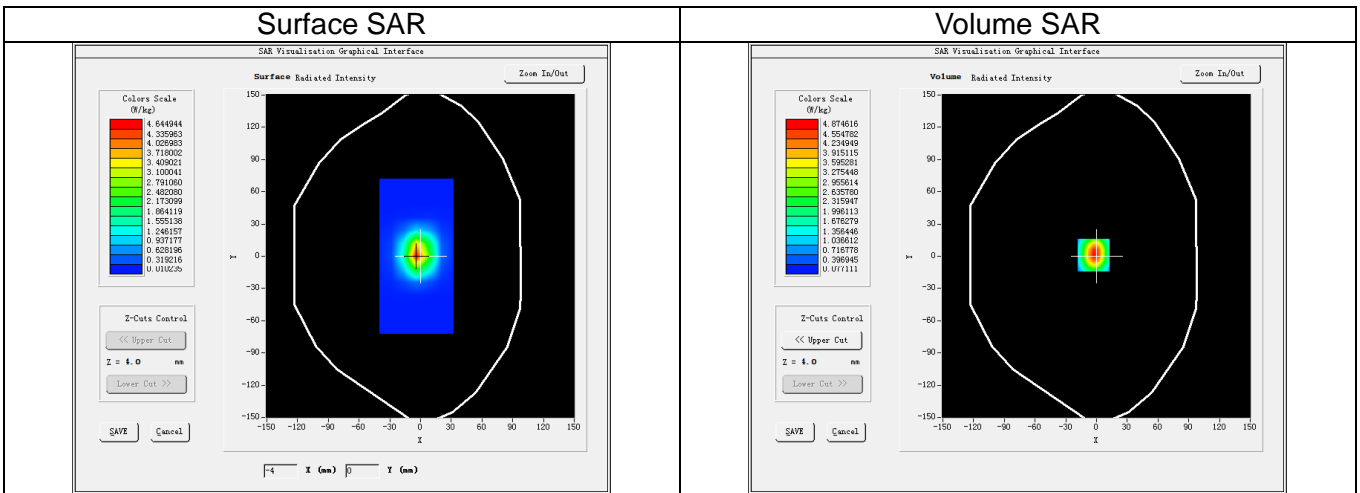 Surface SAR
SAR Visualisation Graphical Interface
Surface Radiated Intensity
Zoom In/Out
Colors Scale
(W/kg)
4.644944
4.335963
4.026983
3.718002
3.409021
3.100041
2.791060
2.482080
2.173099
1.864119
1.555138
1.246157
0.937177
0.628196
0.319216
0.010235
Z-Cuts Control
<< Upper Cut
Z = 4.0 mm
Lower Cut >>
SAVE Cancel
150
120
90
60
30
Y 0
-30
-60
-90
-120
-150
-150 -120 -90 -60 -30 0 30 60 90 120 150
X
-4 X (mm) 0 Y (mm)
Volume SAR
SAR Visualisation Graphical Interface
Volume Radiated Intensity
Zoom In/Out
Colors Scale
(W/kg)
4.874616
4.554782
4.234949
3.915115
3.595281
3.275448
2.955614
2.635780
2.315947
1.996113
1.676279
1.356446
1.036612
0.716778
0.396945
0.077111
Z-Cuts Control
<< Upper Cut
Z = 4.0 mm
Lower Cut >>
SAVE Cancel
150
120
90
60
30
Y 0
-30
-60
-90
-120
-150
-150 -120 -90 -60 -30 0 30 60 90 120 150
X